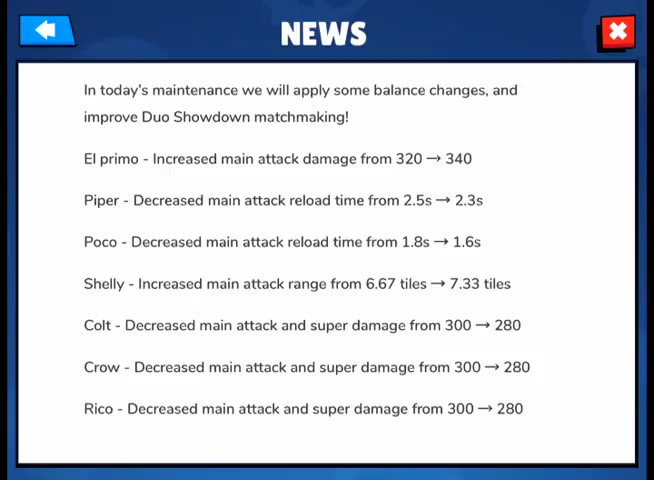 NEWS
In today's maintenance we will apply some balance changes, and
improve Duo Showdown matchmaking!
El primo - Increased main attack damage from 320 → 340
Piper - Decreased main attack reload time from 2.5s → 2.3s
Poco - Decreased main attack reload time from 1.8s → 1.6s
Shelly - Increased main attack range from 6.67 tiles → 7.33 tiles
Colt - Decreased main attack and super damage from 300 → 280
Crow - Decreased main attack and super damage from 300 → 280
Rico - Decreased main attack and super damage from 300 → 280